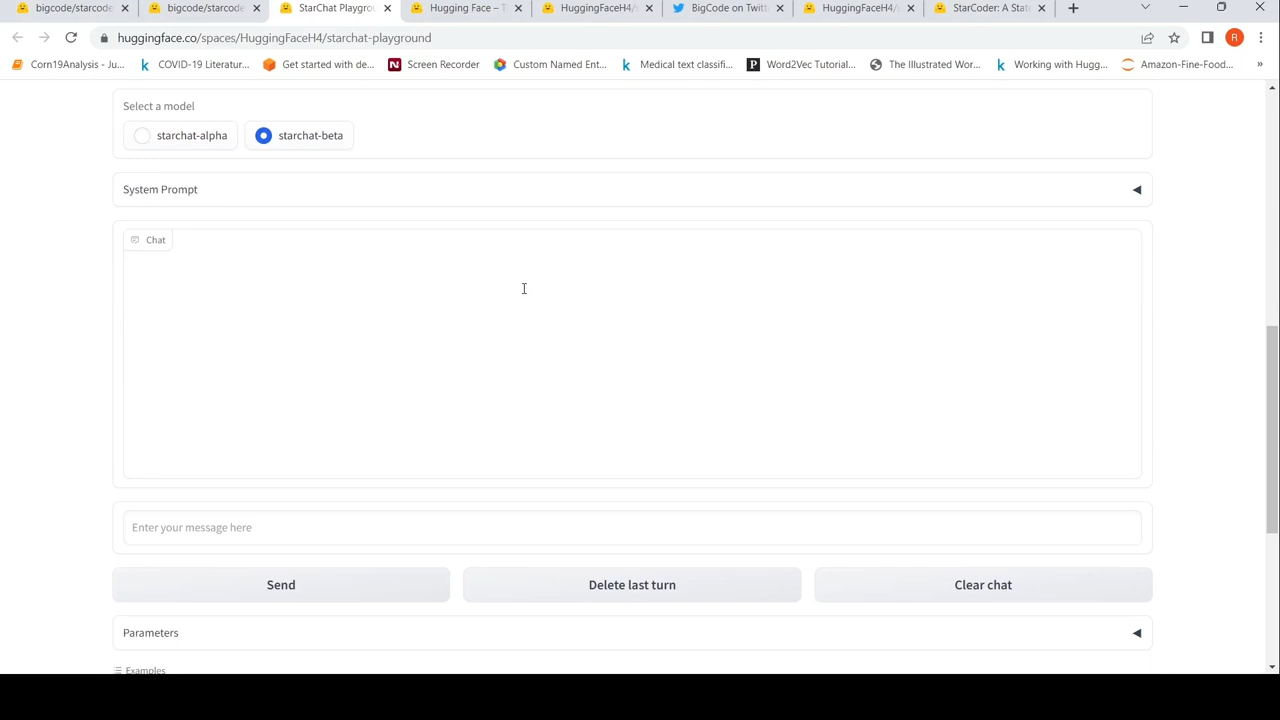 bigcode/starcode
bigcode/starcode
StarChat Playgrou
Hugging Face – T
HuggingFaceH4/
BigCode on Twitt
HuggingFaceH4/
StarCoder: A Stat
huggingface.co/spaces/HuggingFaceH4/starchat-playground
R
Corn19Analysis - Ju...
COVID-19 Literatur...
Get started with de...
Screen Recorder
Custom Named Ent...
Medical text classifi...
Word2Vec Tutorial...
The Illustrated Wor...
Working with Hugg...
Amazon-Fine-Food...
Select a model
starchat-alpha
starchat-beta
System Prompt
Chat
Enter your message here
Send
Delete last turn
Clear chat
Parameters
Examples